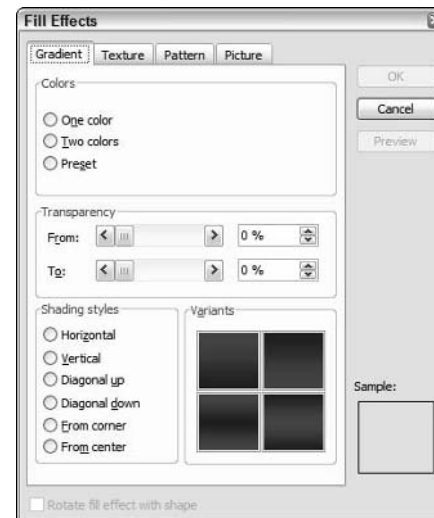 Fill Effects
Gradient Texture Pattern Picture
OK
Cancel
Preview
Colors
One color
Two colors
Preset
Transparency
From: 0 %
To: 0 %
Shading styles
Horizontal
Vertical
Diagonal up
Diagonal down
From corner
From center
Variants
Sample:
Rotate fill effect with shape